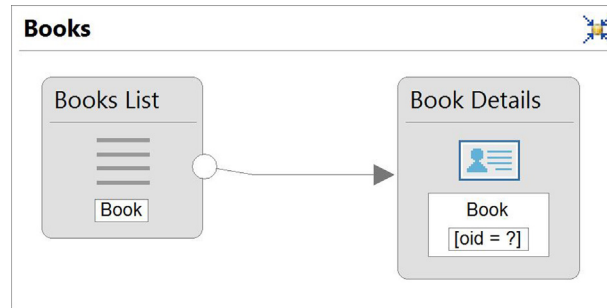 Books
Books List
Book
Book Details
Book
[oid = ?]